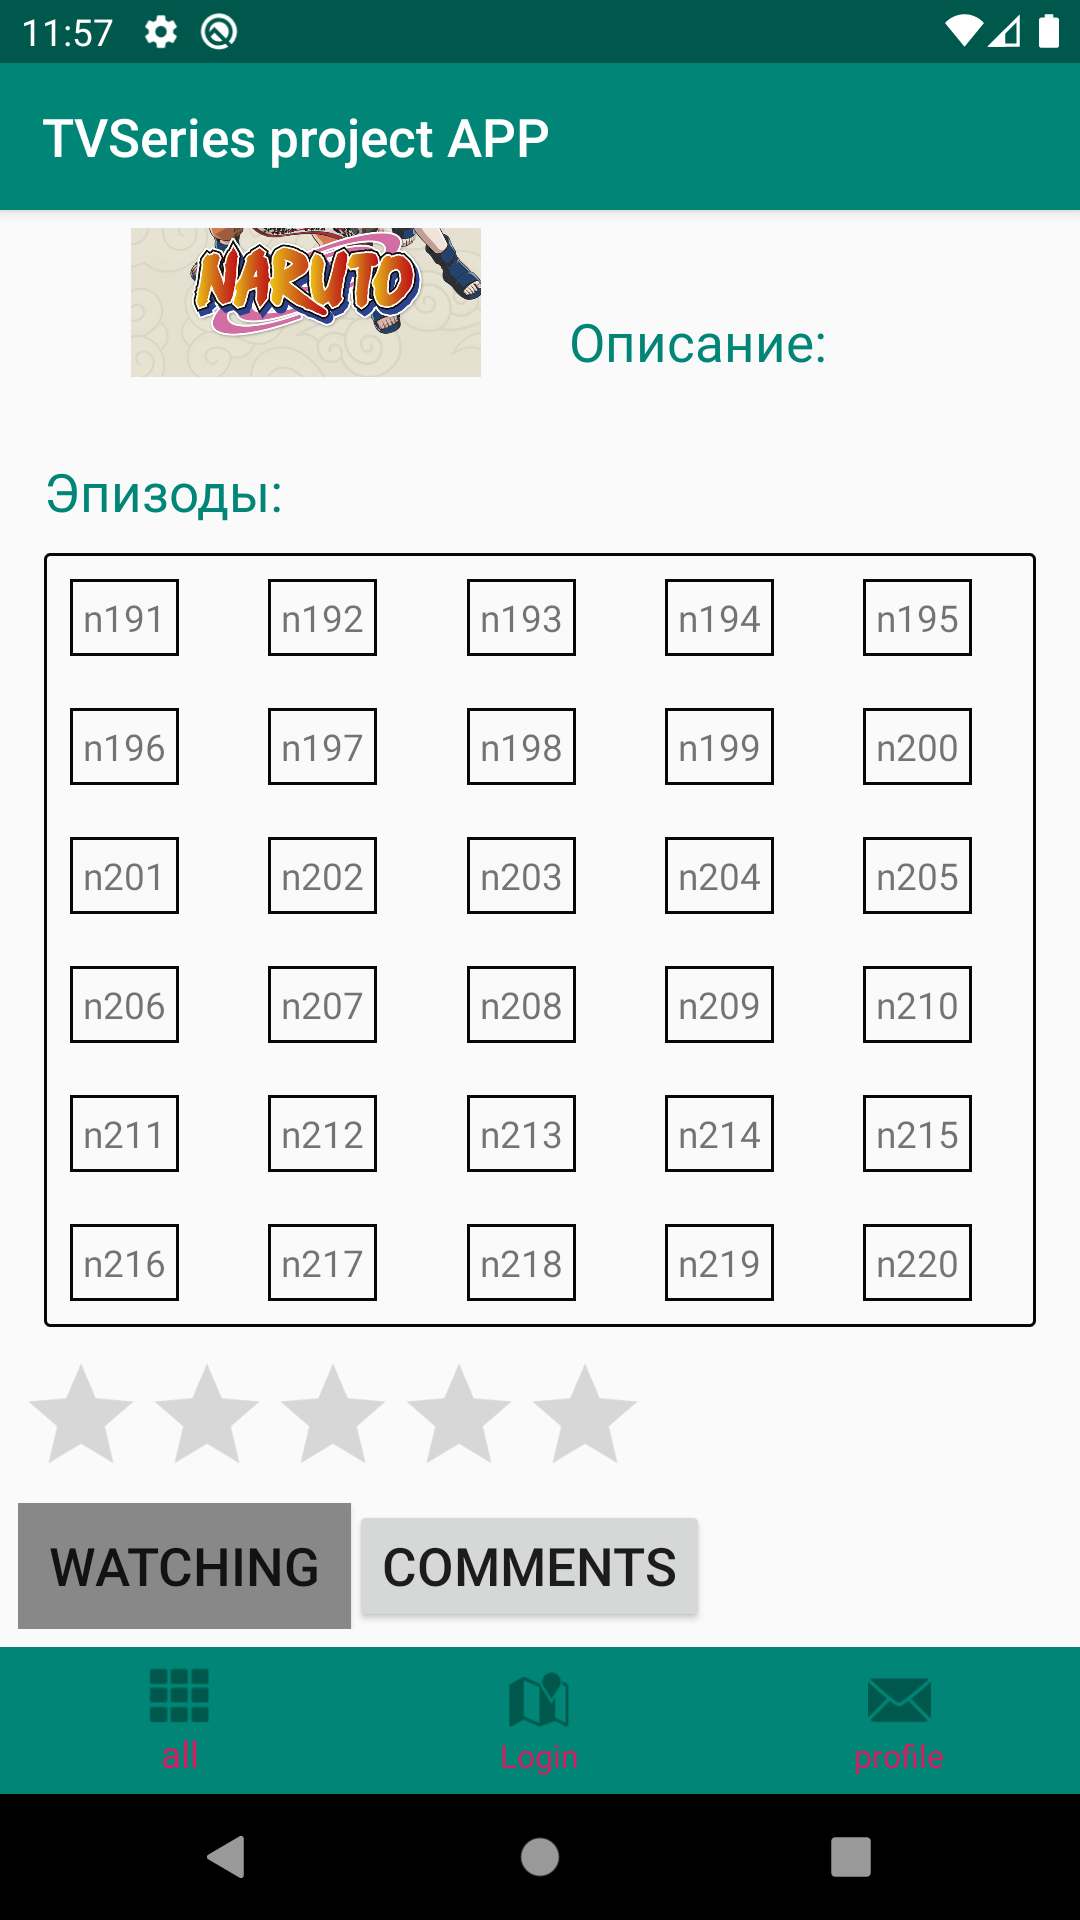 11:57
TVSeries project APP
NARUTO
Описание:
Эпизоды:
n191 n192 n193 n194 n195
n196 n197 n198 n199 n200
n201 n202 n203 n204 n205
n206 n207 n208 n209 n210
n211 n212 n213 n214 n215
n216 n217 n218 n219 n220
WATCHING COMMENTS
all Login profile